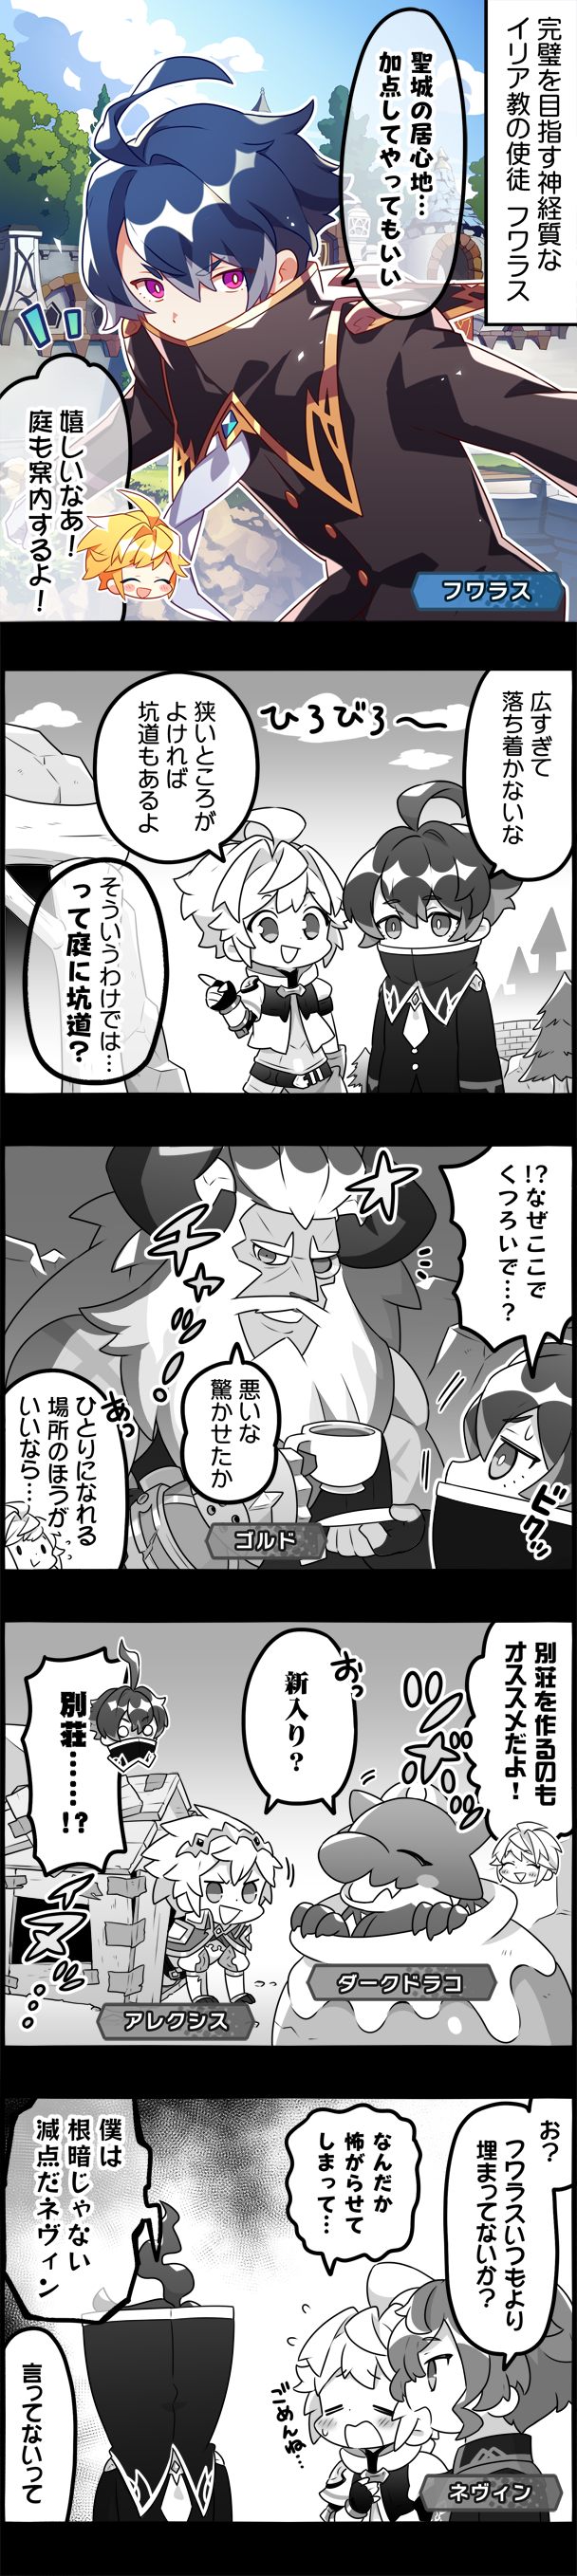 完璧を目指す神経質な
イリア教の使徒 フワラス
聖城の居心地…
加点してやってもいい
嬉しいなあ!
庭も案内するよ!
フワラス
広すぎて
落ち着かないな
ひろびろ〜
狭いところが
よければ
坑道もあるよ
そういうわけでは…
って庭に坑道?
!?なぜここで
くつろいで…?
ドクッ
悪いな
驚かせたか
ゴルド
あっ
ひとりになれる
場所のほうが
いいなら…
別荘を作るのも
オススメだよ!
おっ
新入り?
ダークドラコ
アレクシス
別荘……!?
お?
フワラスいつもより
埋まってないか?
なんだか
怖がらせて
しまって…
ごめんね…
ネヴィン
僕は
根暗じゃない
減点だネヴィン
言ってないって